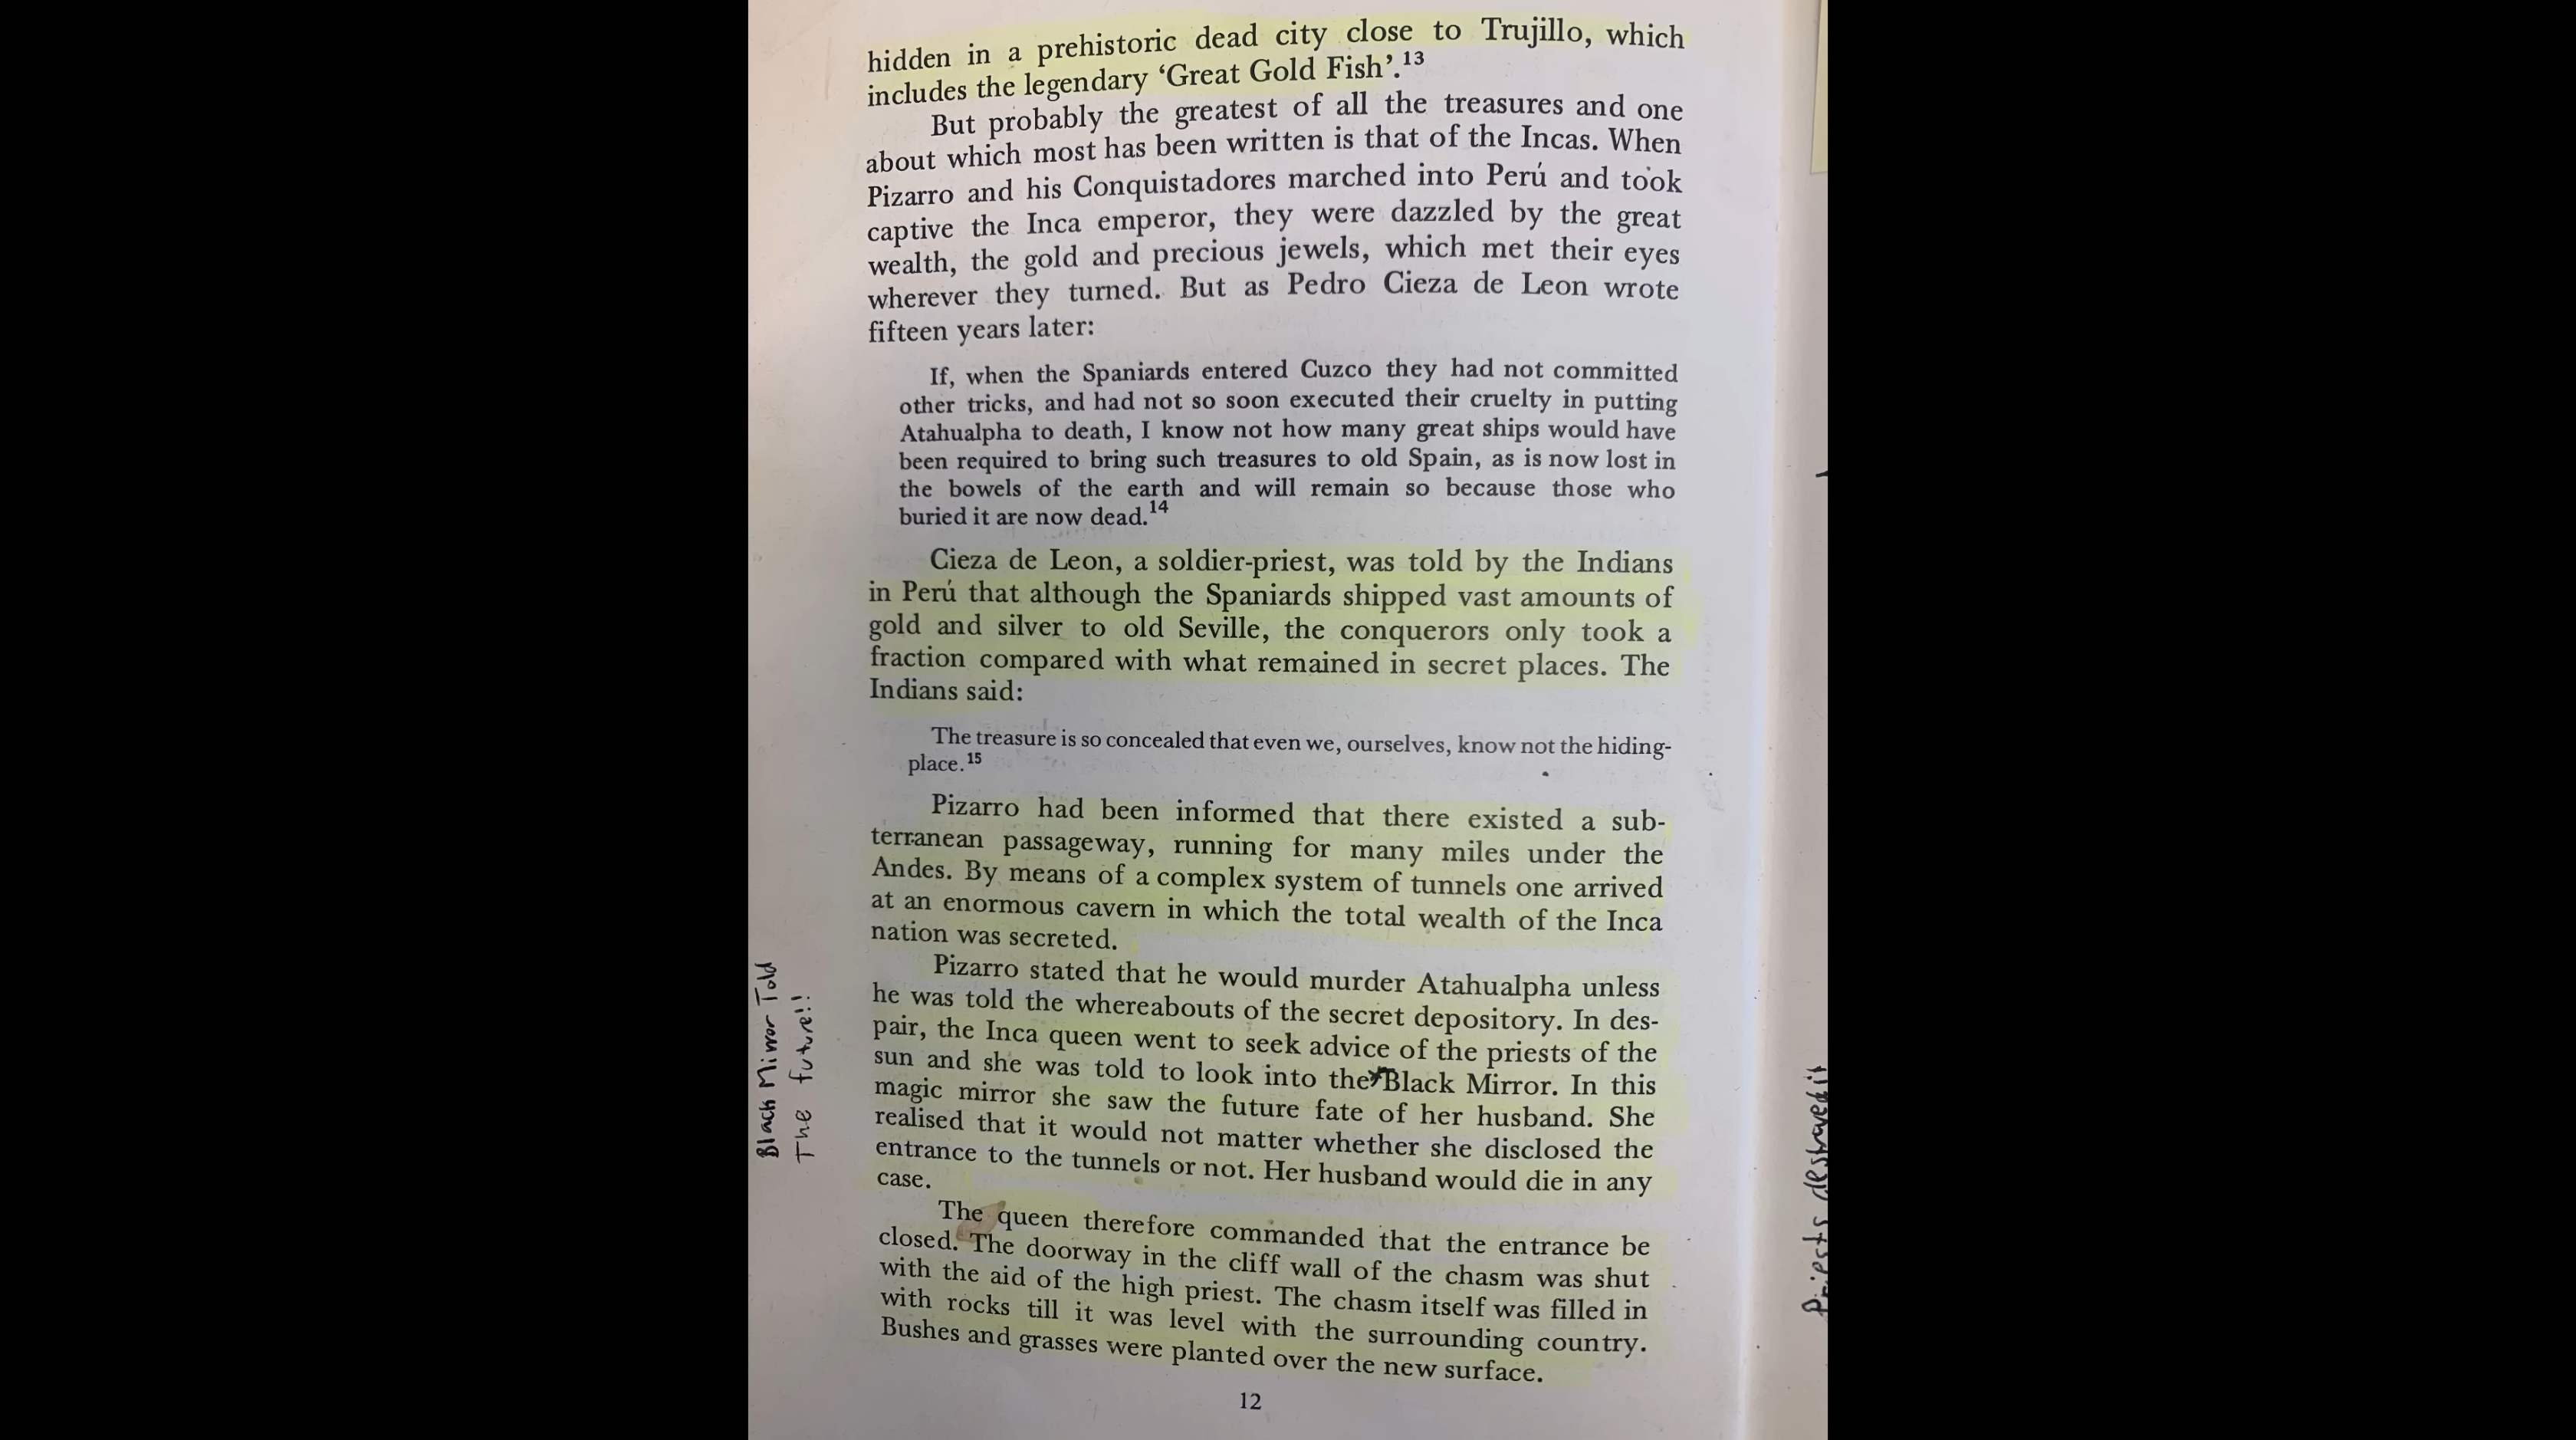 hidden in a prehistoric dead city close to Trujillo, which
includes the legendary ‘Great Gold Fish’.13
But probably the greatest of all the treasures and one
about which most has been written is that of the Incas. When
Pizarro and his Conquistadores marched into Perú and took
captive the Inca emperor, they were dazzled by the great
wealth, the gold and precious jewels, which met their eyes
wherever they turned. But as Pedro Cieza de Leon wrote
fifteen years later:
If, when the Spaniards entered Cuzco they had not committed
other tricks, and had not so soon executed their cruelty in putting
Atahualpa to death, I know not how many great ships would have
been required to bring such treasures to old Spain, as is now lost in
the bowels of the earth and will remain so because those who
buried it are now dead.14
Cieza de Leon, a soldier-priest, was told by the Indians
in Perú that although the Spaniards shipped vast amounts of
gold and silver to old Seville, the conquerors only took a
fraction compared with what remained in secret places. The
Indians said:
The treasure is so concealed that even we, ourselves, know not the hiding-
place.15
Pizarro had been informed that there existed a sub-
terranean passageway, running for many miles under the
Andes. By means of a complex system of tunnels one arrived
at an enormous cavern in which the total wealth of the Inca
nation was secreted.
Pizarro stated that he would murder Atahualpa unless
he was told the whereabouts of the secret depository. In des-
pair, the Inca queen went to seek advice of the priests of the
sun and she was told to look into the Black Mirror. In this
magic mirror she saw the future fate of her husband. She
realised that it would not matter whether she disclosed the
entrance to the tunnels or not. Her husband would die in any
case.
The queen therefore commanded that the entrance be
closed. The doorway in the cliff wall of the chasm was shut
with the aid of the high priest. The chasm itself was filled in
with rocks till it was level with the surrounding country.
Bushes and grasses were planted over the new surface.
12
Black Mirror Told
The future!!
Priests destroyed it